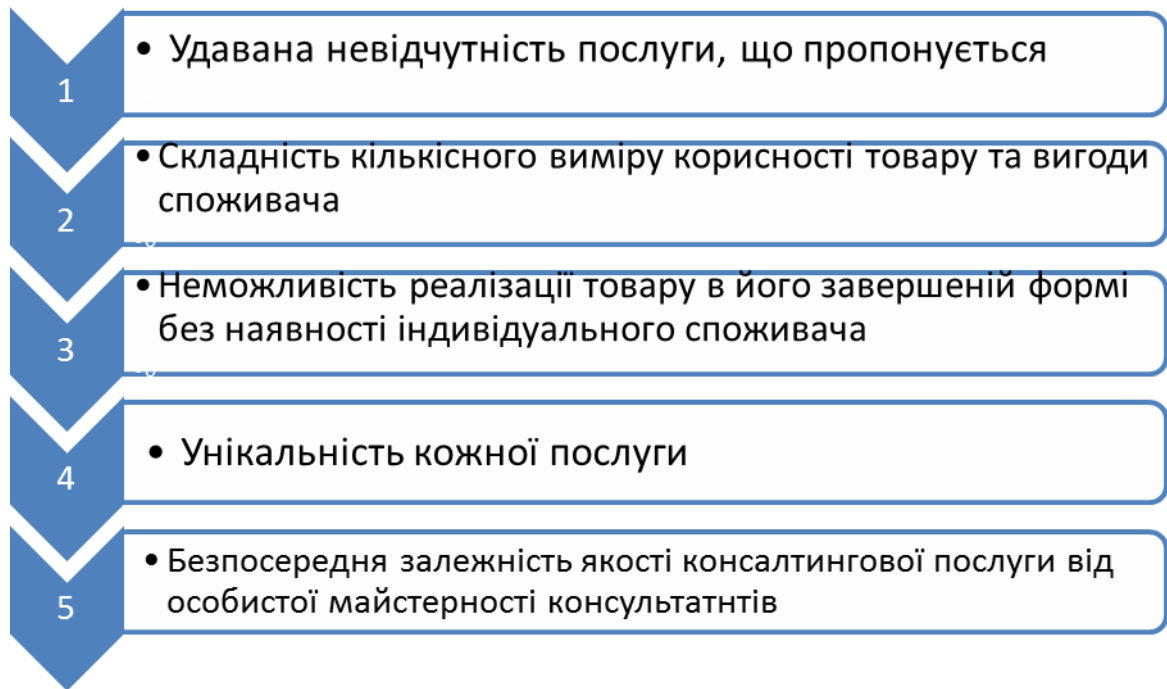 1
• Удавана невідчутність послуги, що пропонується
2
• Складність кількісного виміру корисності товару та вигоди
споживача
3
• Неможливість реалізації товару в його завершеній формі
без наявності індивідуального споживача
4
• Унікальність кожної послуги
5
• Безпосередня залежність якості консалтингової послуги від
особистої майстерності консультатнтів